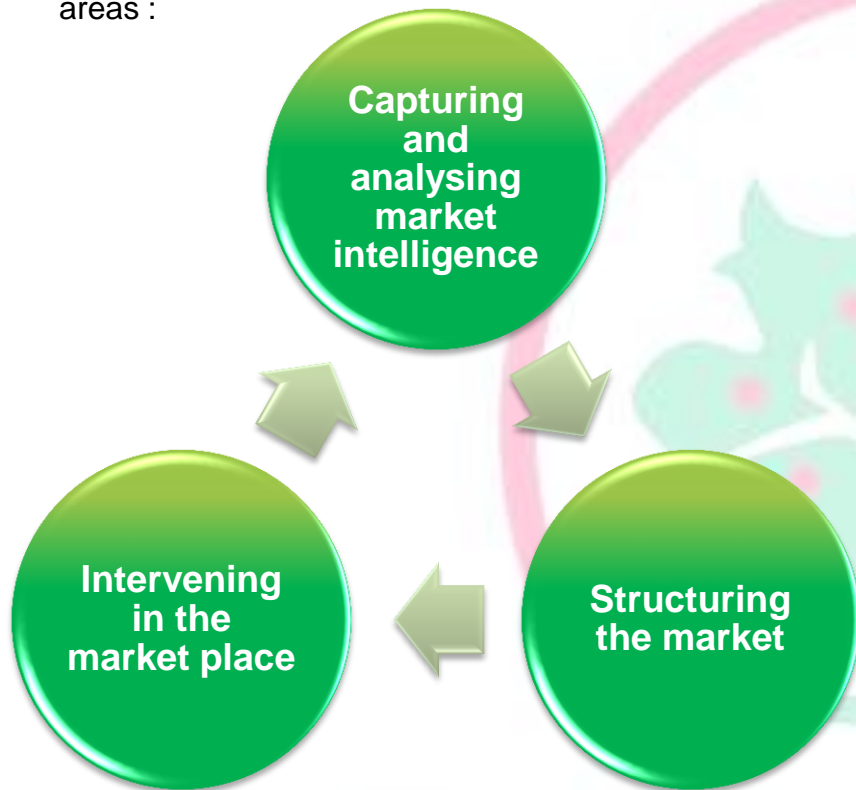 areas :
Capturing
and
analysing
market
intelligence
Intervening
in the
market place
Structuring
the market